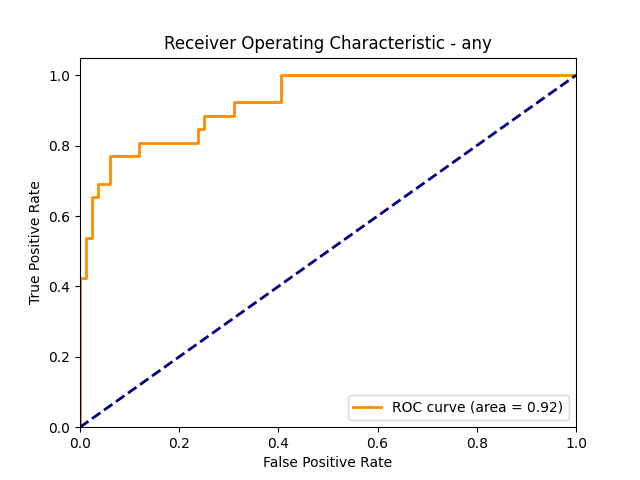 Receiver Operating Characteristic - any
True Positive Rate
1.0
0.8
0.6
0.4
0.2
0.0
0.0 0.2 0.4 0.6 0.8 1.0
False Positive Rate
ROC curve (area = 0.92)